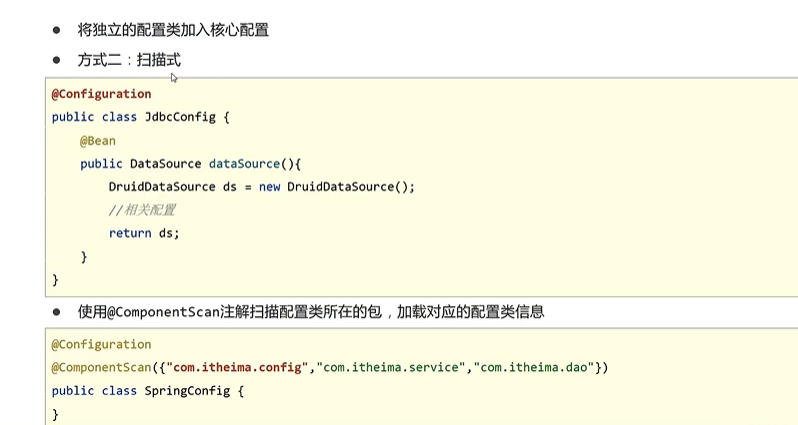 ● 将独立的配置类加入核心配置
● 方式二：扫描式
@Configuration
public class JdbcConfig {
    @Bean
    public DataSource dataSource(){
        DruidDataSource ds = new DruidDataSource();
        //相关配置
        return ds;
    }
}
● 使用@ComponentScan注解扫描配置类所在的包，加载对应的配置类信息
@Configuration
@ComponentScan({"com.itheima.config","com.itheima.service","com.itheima.dao"})
public class SpringConfig {
}